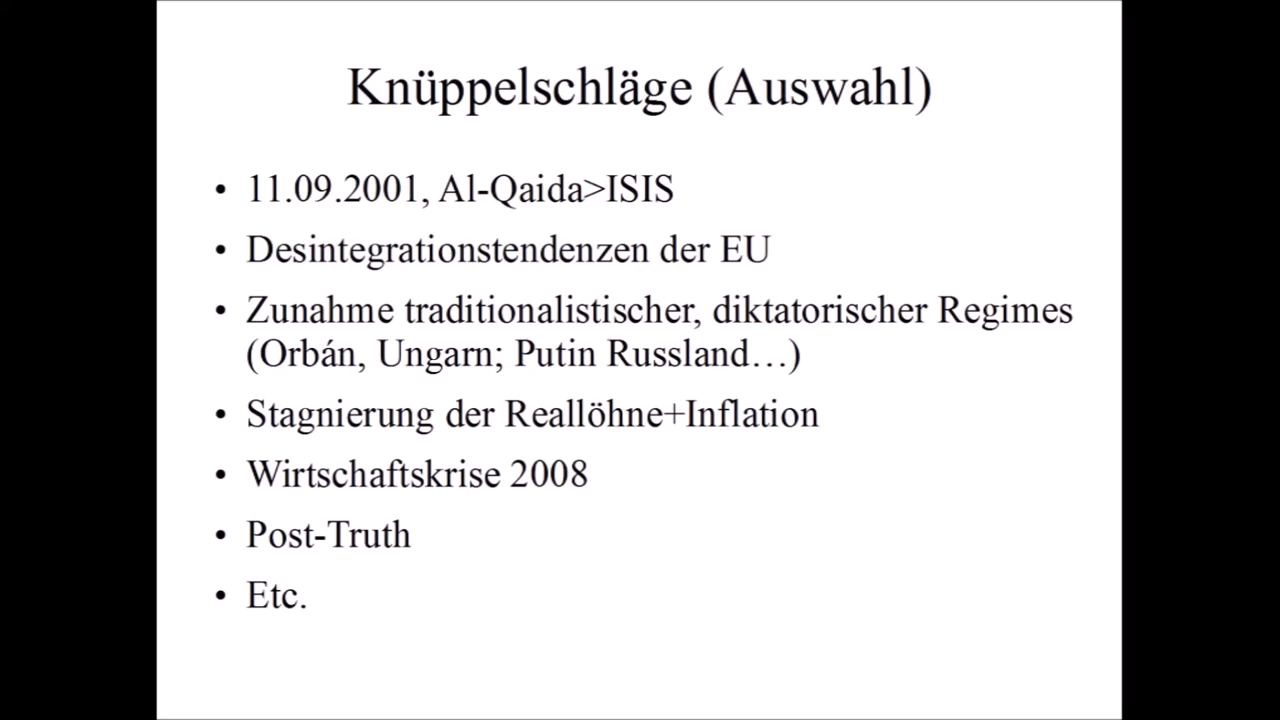 Knüppelschläge (Auswahl)
• 11.09.2001, Al-Qaida>ISIS
• Desintegrationstendenzen der EU
• Zunahme traditionalistischer, diktatorischer Regimes
(Orbán, Ungarn; Putin Russland…)
• Stagnierung der Reallöhne+Inflation
• Wirtschaftskrise 2008
• Post-Truth
• Etc.